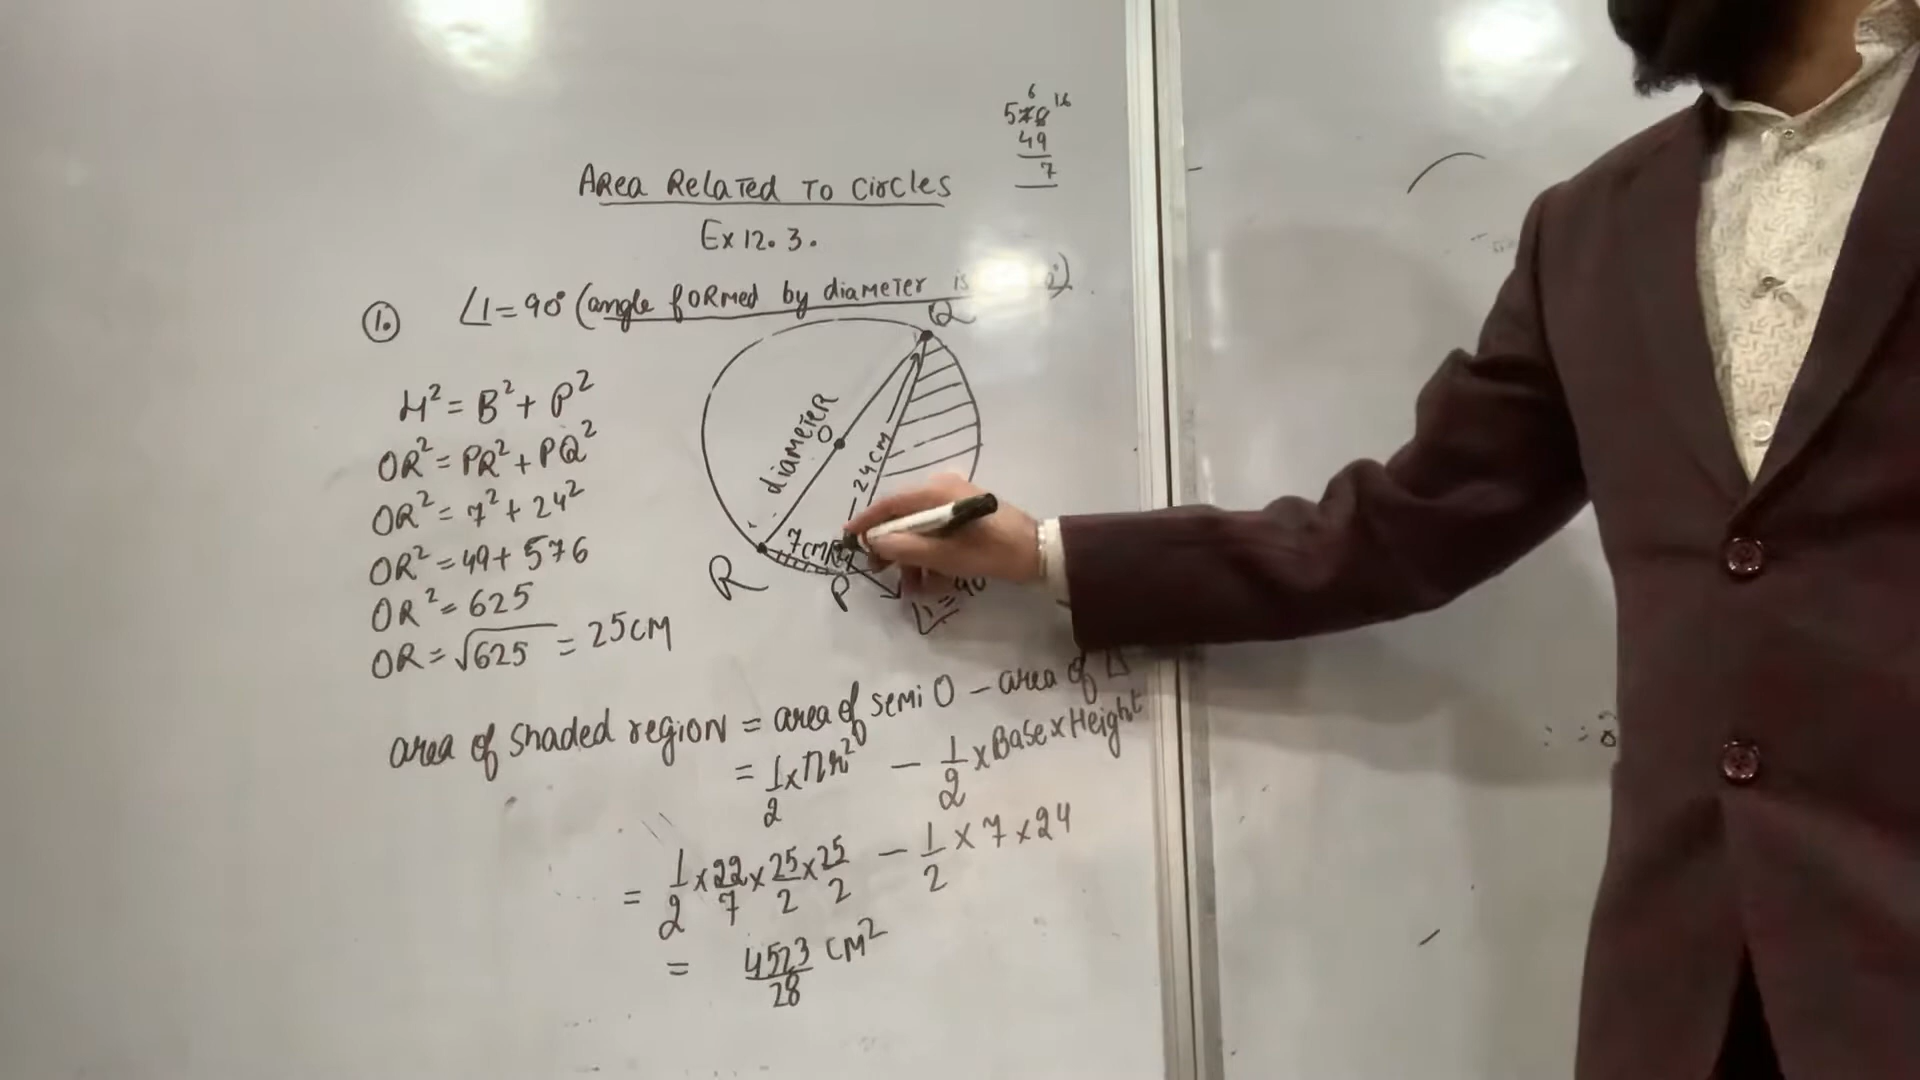 6 16
578
49
7
Area Related To Circles
Ex 12.3.
1. ∠1=90° (angle formed by diameter is
Q
H²= B²+ P²
OR²= PR²+ PQ²
OR²= 7²+ 24²
OR²= 49+ 576
OR²= 625
OR= √625 = 25CM
diameter
O
24cm
7cm
R
P
∠1=90
area of shaded region = area of semi O - area of Δ
= 1/2 x πr² - 1/2 x Base x Height
= 1/2 x 22/7 x 25/2 x 25/2 - 1/2 x 7 x 24
= 4523/28 cm²